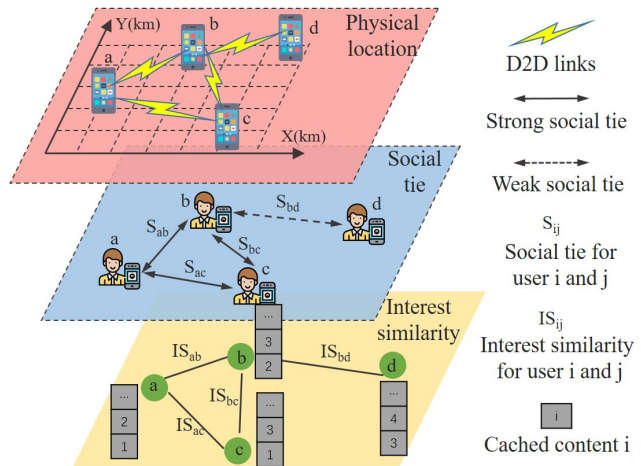 Y(km)
Physical
location
a
b
d
c
X(km)
D2D links
Strong social tie
Weak social tie
S_ij
Social tie for
user i and j
IS_ij
Interest similarity
for user i and j
i
Cached content i
Social
tie
b
S_bd
d
a
S_ab
S_bc
S_ac
c
Interest
similarity
...
3
2
IS_ab
b
IS_bd
d
a
IS_bc
IS_ac
c
...
2
1
...
3
1
...
4
3